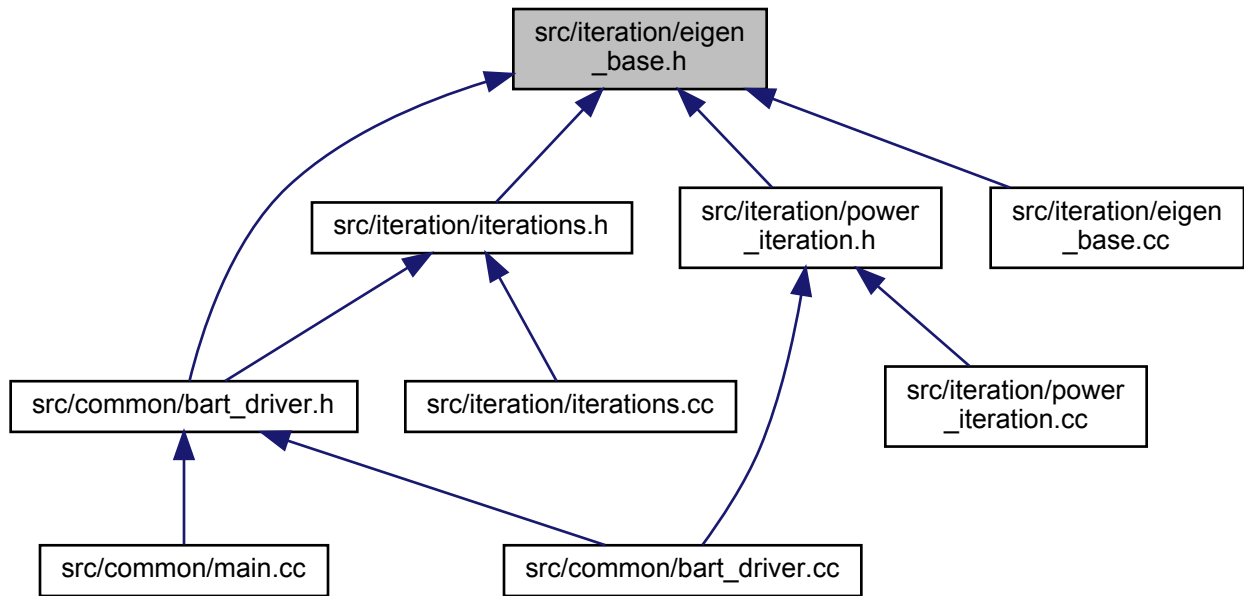 src/iteration/eigen
_base.h
src/iteration/iterations.h
src/iteration/power
_iteration.h
src/iteration/eigen
_base.cc
src/common/bart_driver.h
src/iteration/iterations.cc
src/iteration/power
_iteration.cc
src/common/main.cc
src/common/bart_driver.cc